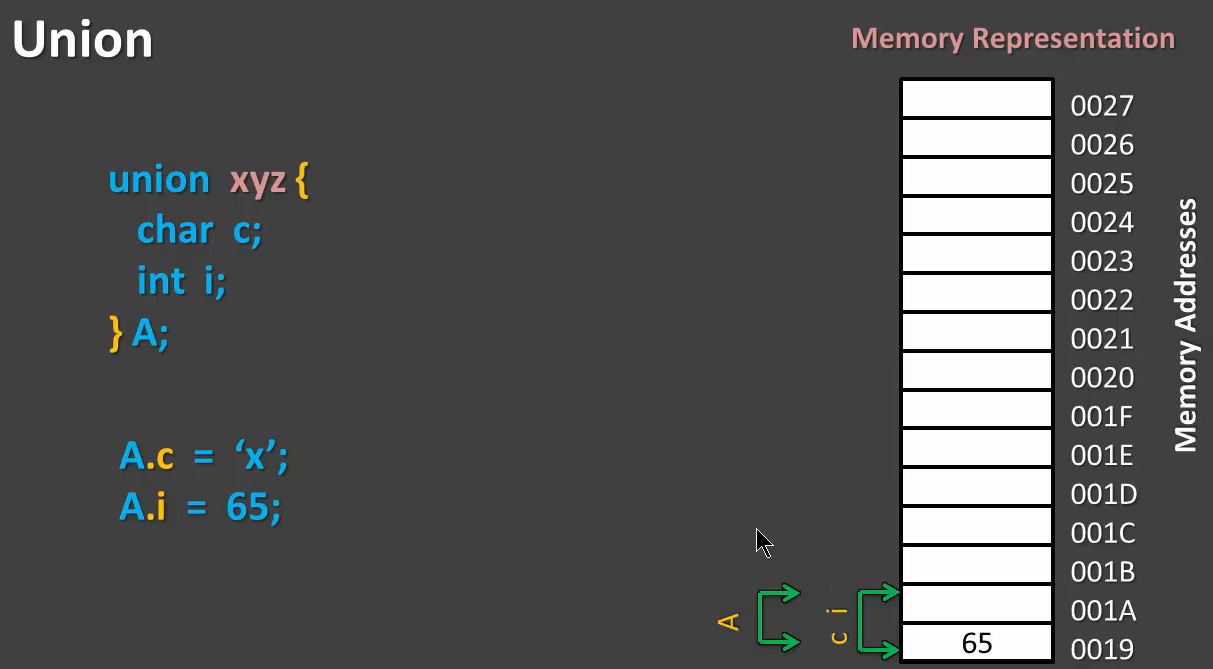 Union
Memory Representation
union xyz {
char c;
int i;
} A;
A.c = ‘x’;
A.i = 65;
0027
0026
0025
0024
0023
0022
0021
0020
001F
001E
001D
001C
001B
001A
65 0019
A
c i
Memory Addresses